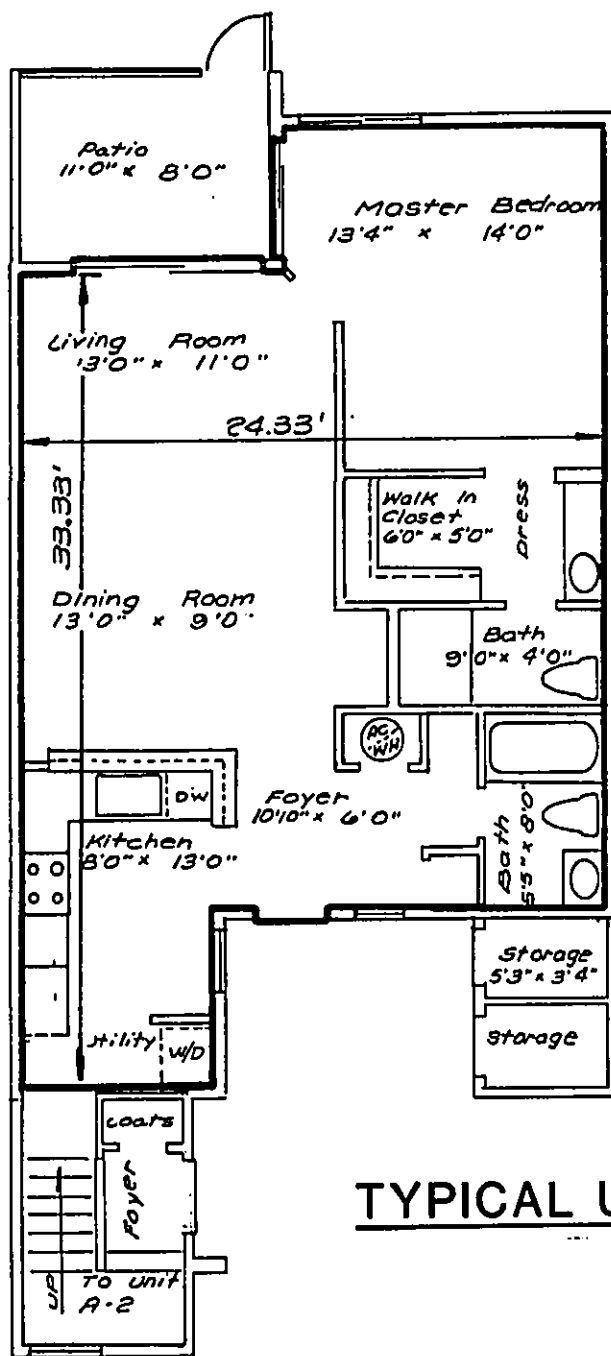 Patio
11'0" x 8'0"
Master Bedroom
13'4" x 14'0"
Living Room
13'0" x 11'0"
24.33'
33.33'
Walk In
Closet
6'0" x 5'0"
Dress
Dining Room
13'0" x 9'0
Bath
9'0" x 4'0"
AC
WH
DW
Foyer
10'10" x 6'0"
Kitchen
8'0" x 13'0"
Bath
5'5" x 8'0"
Storage
5'3" x 3'4"
Storage
Utility
W/D
Coats
Foyer
UP
To Unit
A-2
TYPICAL U